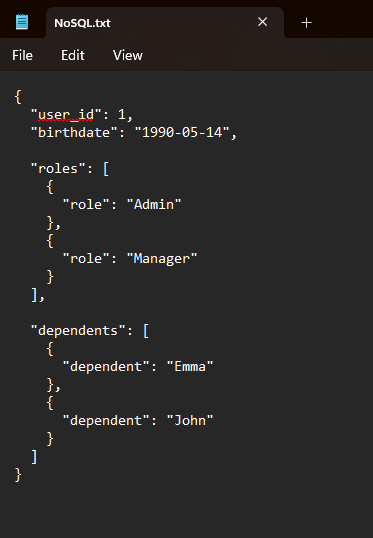 NoSQL.txt
File Edit View
{
  "user_id": 1,
  "birthdate": "1990-05-14",

  "roles": [
    {
      "role": "Admin"
    },
    {
      "role": "Manager"
    }
  ],

  "dependents": [
    {
      "dependent": "Emma"
    },
    {
      "dependent": "John"
    }
  ]
}